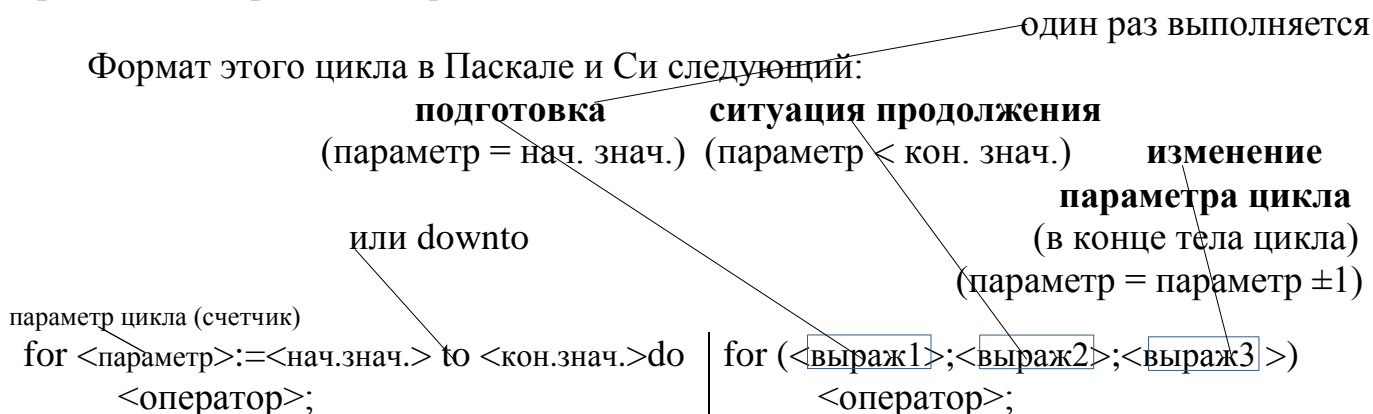 один раз выполняется
Формат этого цикла в Паскале и Си следующий:
подготовка ситуация продолжения
(параметр = нач. знач.) (параметр < кон. знач.) изменение
параметра цикла
или downto (в конце тела цикла)
(параметр = параметр ±1)
параметр цикла (счетчик)
for <параметр>:=<нач.знач.> to <кон.знач.>do for (<выраж1>;<выраж2>;<выраж3 >)
<оператор>; <оператор>;